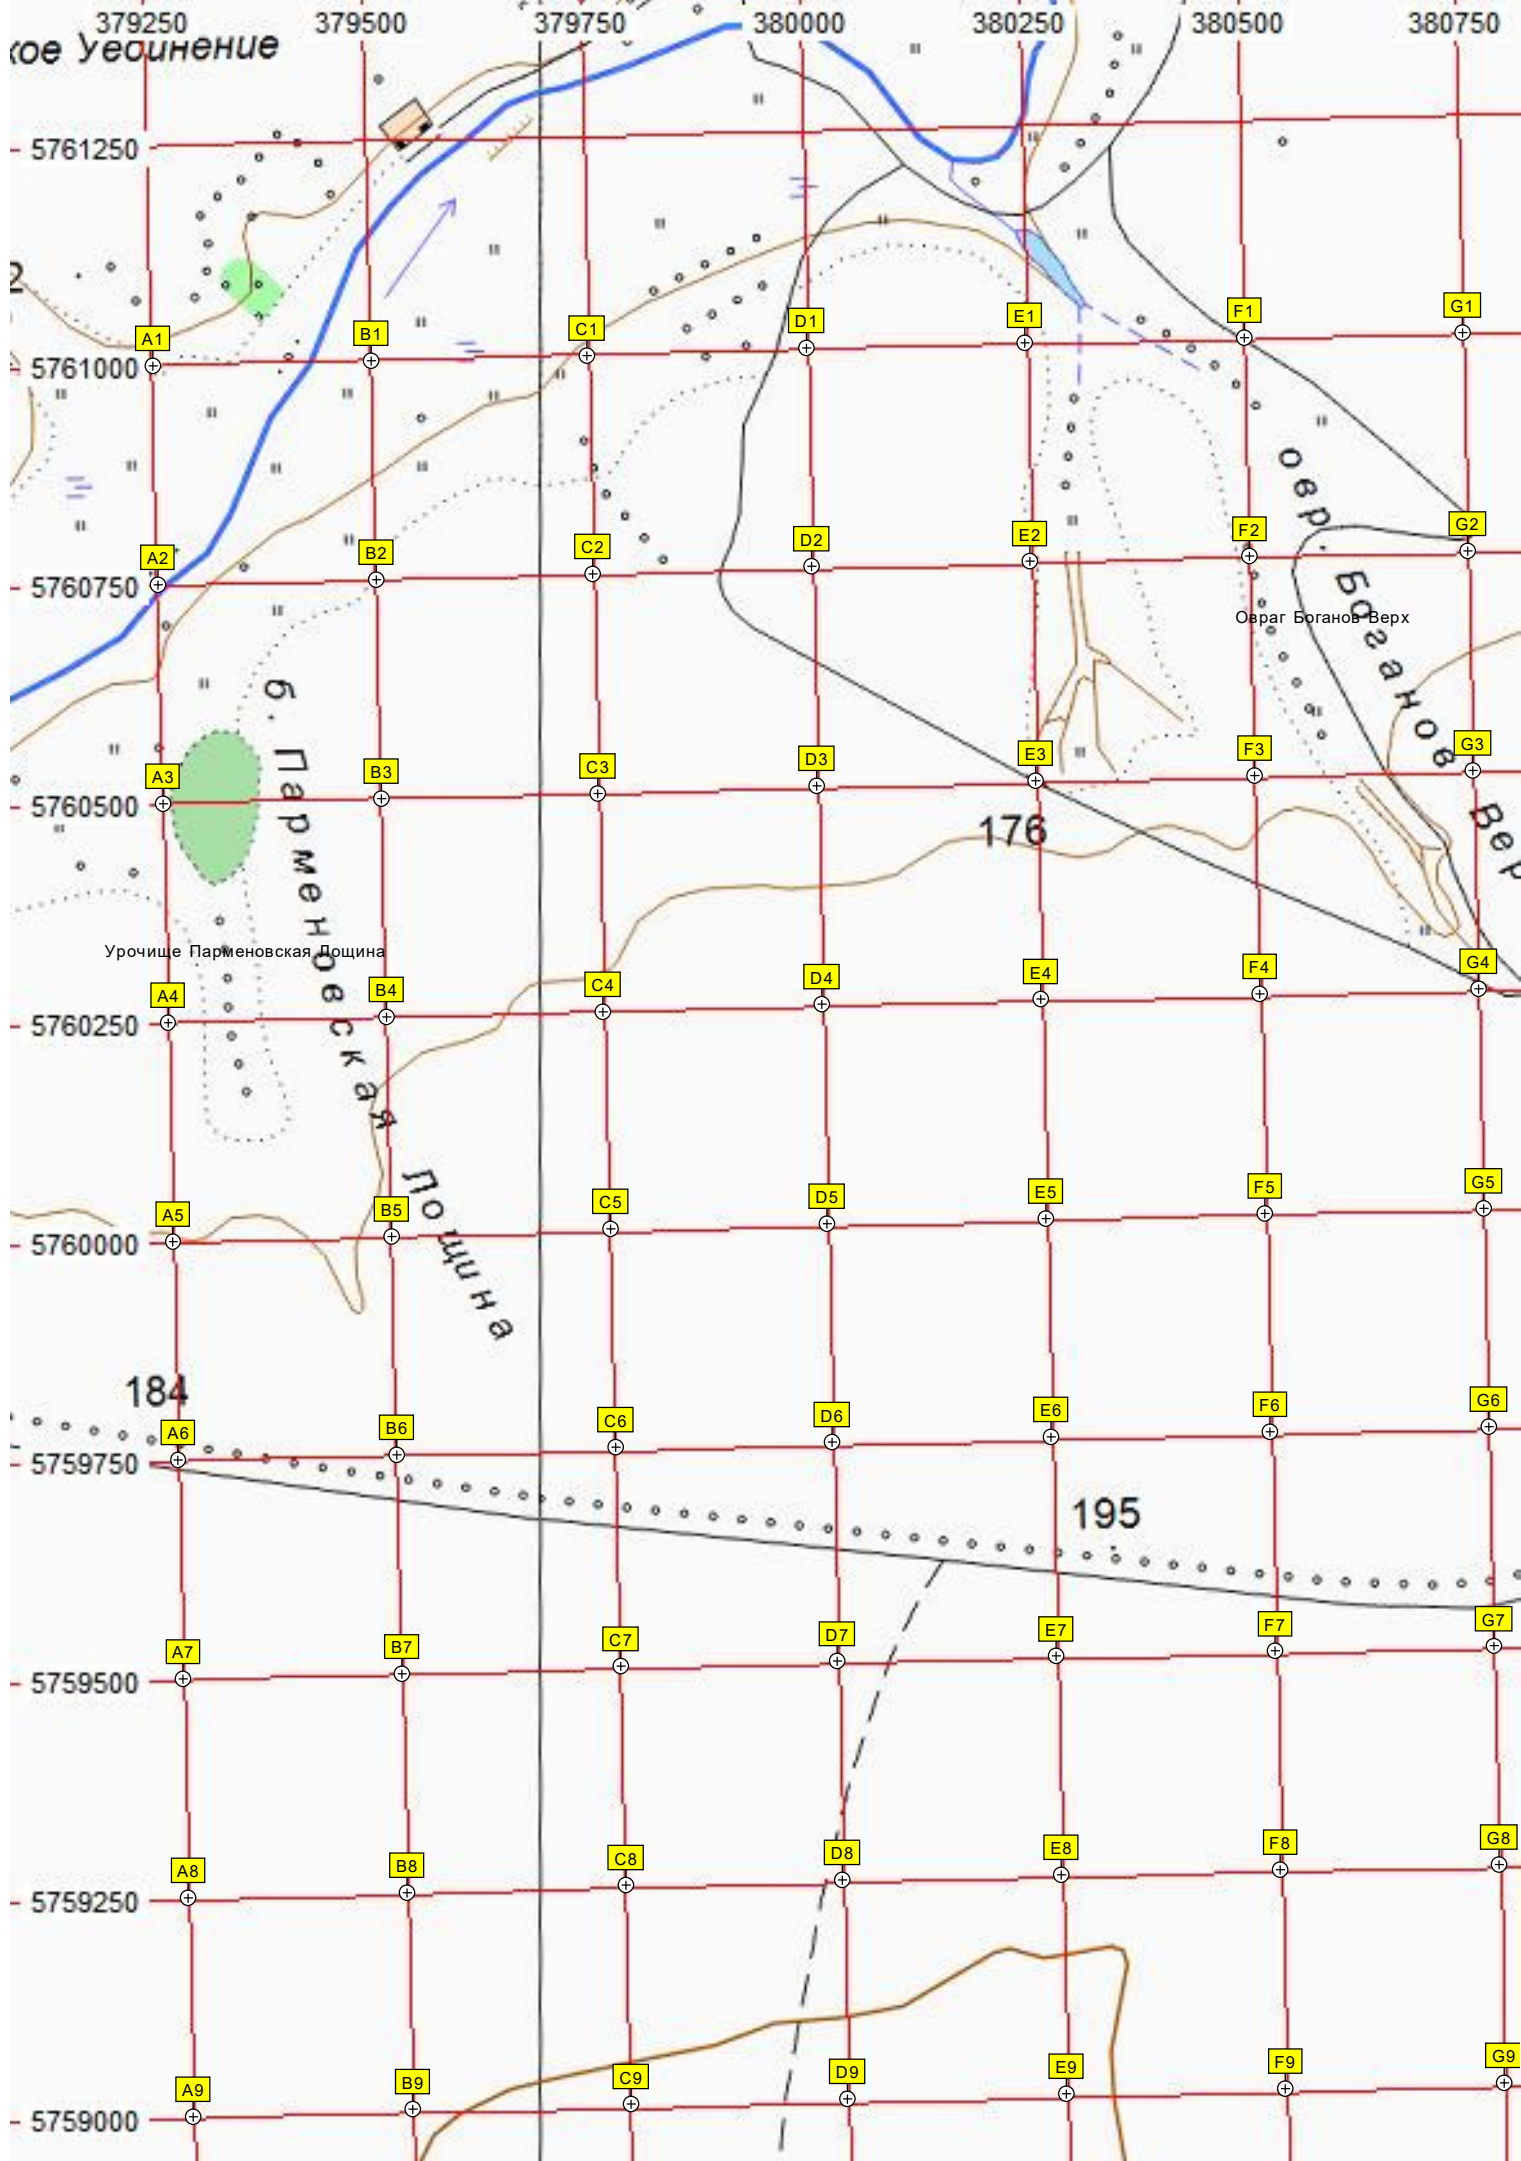 379250 379500 379750 380000 380250 380500 380750
кое Уединение
5761250
2
A1 B1 C1 D1 E1 F1 G1
5761000
овр. Боганов Вер
A2 B2 C2 D2 E2 F2 G2
5760750
Овраг Боганов Верх
б. Парменовская Лощина
A3 B3 C3 D3 E3 F3 G3
5760500
176
Урочище Парменовская Лощина
A4 B4 C4 D4 E4 F4 G4
5760250
A5 B5 C5 D5 E5 F5 G5
5760000
184
A6 B6 C6 D6 E6 F6 G6
5759750
195
A7 B7 C7 D7 E7 F7 G7
5759500
A8 B8 C8 D8 E8 F8 G8
5759250
A9 B9 C9 D9 E9 F9 G9
5759000